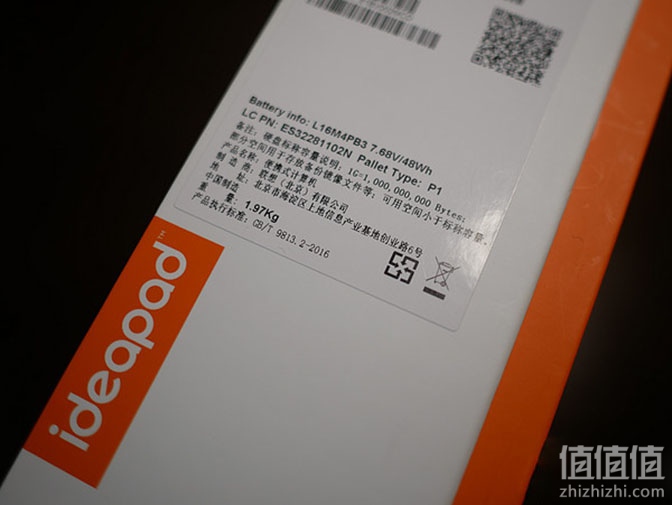 Battery info: L16M4PB3 7.68V/48Wh
LC PN: ES32281102N Pallet Type: P1
备注: 硬盘标称容量说明: 1G=1,000,000,000 Bytes;
部分空间用于存放备份镜像文件等; 可用空间小于标称容量.
产品名称: 便携式计算机
制 造 商: 联想（北京）有限公司
地 址: 北京市海淀区上地信息产业基地创业路6号
中国制造
重 量: 1.97Kg
产品执行标准: GB/T 9813.2-2016
ideapad TM
值值值
zhizhizhi.com